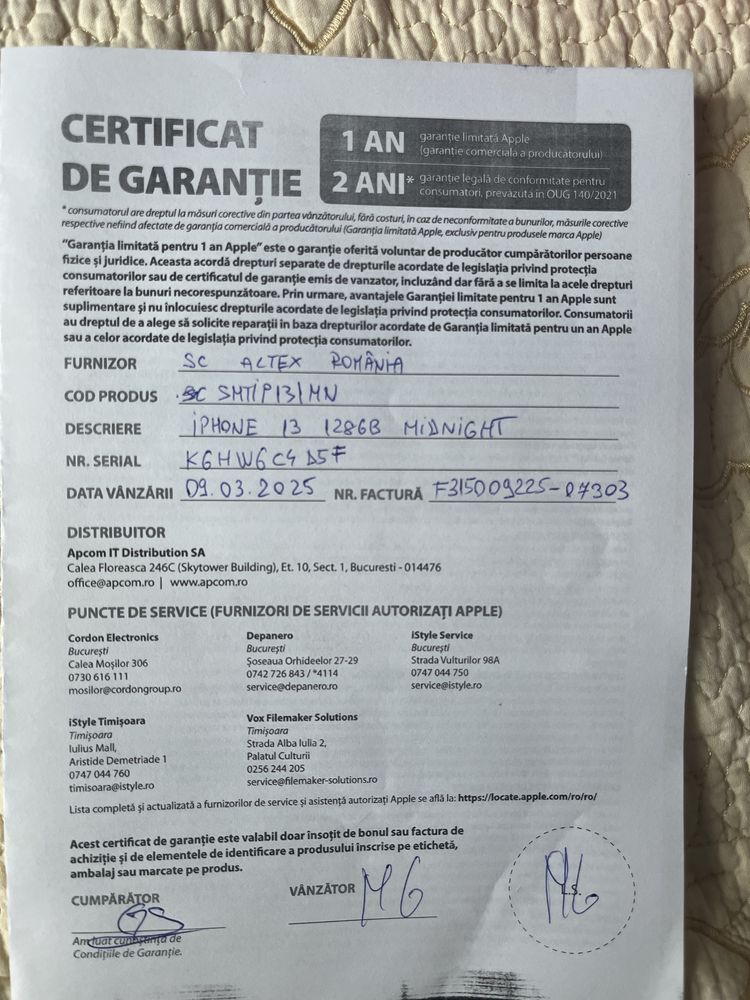 CERTIFICAT
DE GARANȚIE
1 AN garanție limitată Apple
(garanție comercială a producătorului)
2 ANI* garanție legală de conformitate pentru
consumatori, prevăzută în OUG 140/2021
* consumatorul are dreptul la măsuri corective din partea vânzătorului, fără costuri, în caz de neconformitate a bunurilor, măsurile corective
respective nefiind afectate de garanția comercială a producătorului (Garanția limitată Apple, exclusiv pentru produsele marca Apple)
"Garanția limitată pentru 1 an Apple" este o garanție oferită voluntar de producător cumpărătorilor persoane
fizice și juridice. Aceasta acordă drepturi separate de drepturile acordate de legislația privind protecția
consumatorilor sau de certificatul de garanție emis de vanzator, incluzând dar fără a se limita la acele drepturi
referitoare la bunuri necorespunzătoare. Prin urmare, avantajele Garanției limitate pentru 1 an Apple sunt
suplimentare și nu înlocuiesc drepturile acordate de legislația privind protecția consumatorilor. Consumatorii
au dreptul de a alege să solicite reparații în baza drepturilor acordate de Garanția limitată pentru un an Apple
sau a celor acordate de legislația privind protecția consumatorilor.
FURNIZOR SC ALTEX ROMÂNIA
COD PRODUS SMTIP131MN
DESCRIERE iPHONE 13 128GB MIDNIGHT
NR. SERIAL K6HW6C4D5F
DATA VÂNZĂRII 09.03.2025 NR. FACTURĂ F315009225-07303
DISTRIBUITOR
Apcom IT Distribution SA
Calea Floreasca 246C (Skytower Building), Et. 10, Sect. 1, Bucuresti - 014476
office@apcom.ro | www.apcom.ro
PUNCTE DE SERVICE (FURNIZORI DE SERVICII AUTORIZAȚI APPLE)
Cordon Electronics
București
Calea Moșilor 306
0730 616 111
mosilor@cordongroup.ro
Depanero
București
Șoseaua Orhideelor 27-29
0742 726 843 / *4114
service@depanero.ro
iStyle Service
București
Strada Vulturilor 98A
0747 044 750
service@istyle.ro
iStyle Timișoara
Timișoara
Iulius Mall,
Aristide Demetriade 1
0747 044 760
timisoara@istyle.ro
Vox Filemaker Solutions
Timișoara
Strada Alba Iulia 2,
Palatul Culturii
0256 244 205
service@filemaker-solutions.ro
Lista completă și actualizată a furnizorilor de service și asistență autorizați Apple se află la: https://locate.apple.com/ro/ro/
Acest certificat de garanție este valabil doar însoțit de bonul sau factura de
achiziție și de elementele de identificare a produsului înscrise pe etichetă,
ambalaj sau marcate pe produs.
CUMPĂRĂTOR
VÂNZĂTOR MG
L.S.
Am luat cunoștința de
Condițiile de Garanție.